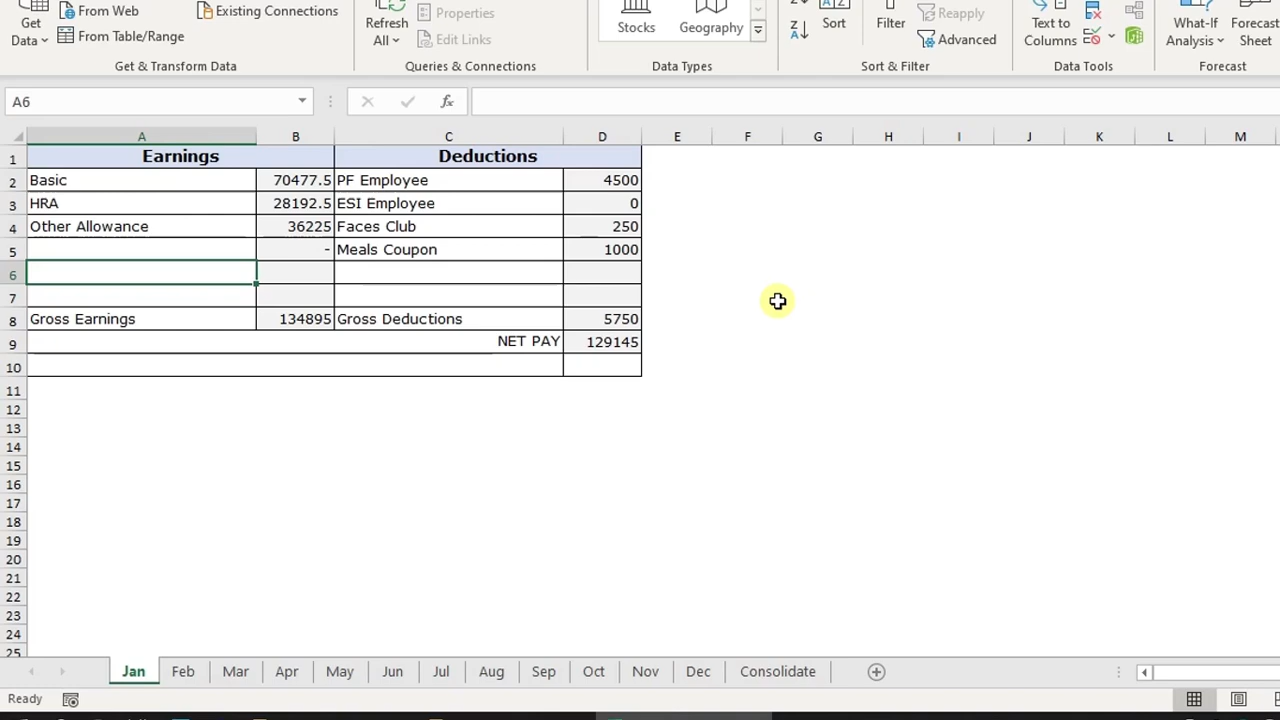 Get Data
From Web
Existing Connections
From Table/Range
Get & Transform Data
Refresh All
Properties
Edit Links
Queries & Connections
Stocks
Geography
Data Types
Sort
Filter
Reapply
Advanced
Sort & Filter
Text to Columns
Data Tools
What-If Analysis
Forecast Sheet
Forecast
A6
fx
A B C D E F G H I J K L M
1 Earnings Deductions
2 Basic 70477.5 PF Employee 4500
3 HRA 28192.5 ESI Employee 0
4 Other Allowance 36225 Faces Club 250
5 - Meals Coupon 1000
6
7
8 Gross Earnings 134895 Gross Deductions 5750
9 NET PAY 129145
10
11
12
13
14
15
16
17
18
19
20
21
22
23
24
25
Jan Feb Mar Apr May Jun Jul Aug Sep Oct Nov Dec Consolidate
Ready